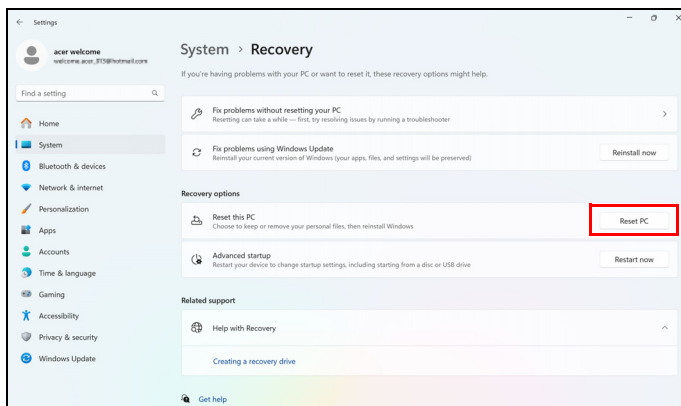 Settings
acer welcome
welcome.acer_815@hotmail.com
Find a setting
Home
System
Bluetooth & devices
Network & internet
Personalization
Apps
Accounts
Time & language
Gaming
Accessibility
Privacy & security
Windows Update
System > Recovery
If you're having problems with your PC or want to reset it, these recovery options might help.
Fix problems without resetting your PC
Resetting can take a while — first, try resolving issues by running a troubleshooter
Fix problems using Windows Update
Reinstall your current version of Windows (your apps, files, and settings will be preserved)
Reinstall now
Recovery options
Reset this PC
Choose to keep or remove your personal files, then reinstall Windows
Reset PC
Advanced startup
Restart your device to change startup settings, including starting from a disc or USB drive
Restart now
Related support
Help with Recovery
Creating a recovery drive
Get help